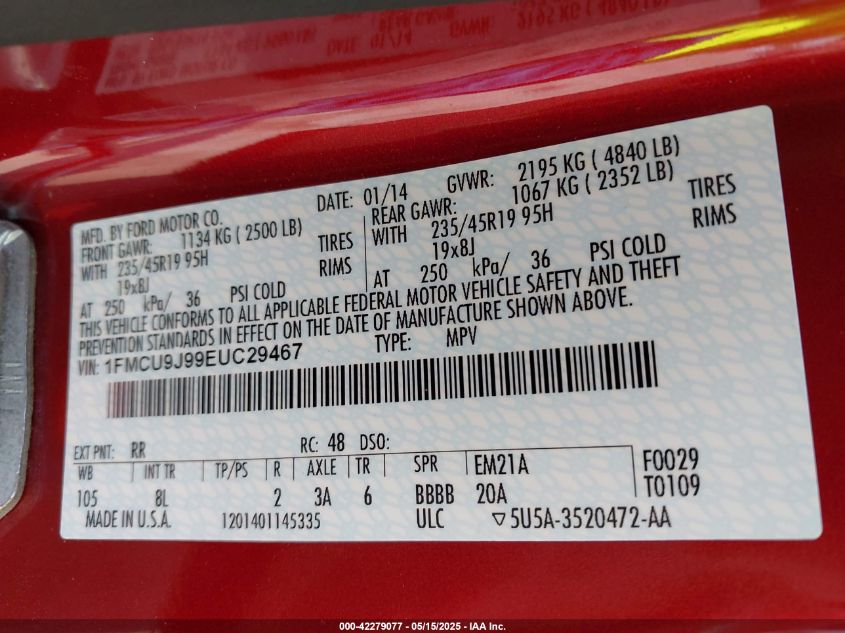 DATE: 01/14 GVWR: 2195 KG ( 4840 LB)
MFD. BY FORD MOTOR CO.
FRONT GAWR: 1134 KG ( 2500 LB) REAR GAWR: 1067 KG ( 2352 LB)
WITH 235/45R19 95H TIRES WITH 235/45R19 95H TIRES
19x8J RIMS 19x8J RIMS
AT 250 kPa/ 36 PSI COLD AT 250 kPa/ 36 PSI COLD
THIS VEHICLE CONFORMS TO ALL APPLICABLE FEDERAL MOTOR VEHICLE SAFETY AND THEFT
PREVENTION STANDARDS IN EFFECT ON THE DATE OF MANUFACTURE SHOWN ABOVE.
VIN: 1FMCU9J99EUC29467 TYPE: MPV
EXT PNT: RR RC: 48 DSO:
WB INT TR TP/PS R AXLE TR SPR EM21A F0029
105 8L 2 3A 6 BBBB 20A T0109
MADE IN U.S.A. 1201401145335 ULC ▽5U5A-3520472-AA
000-42279077 - 05/15/2025 - IAA Inc.